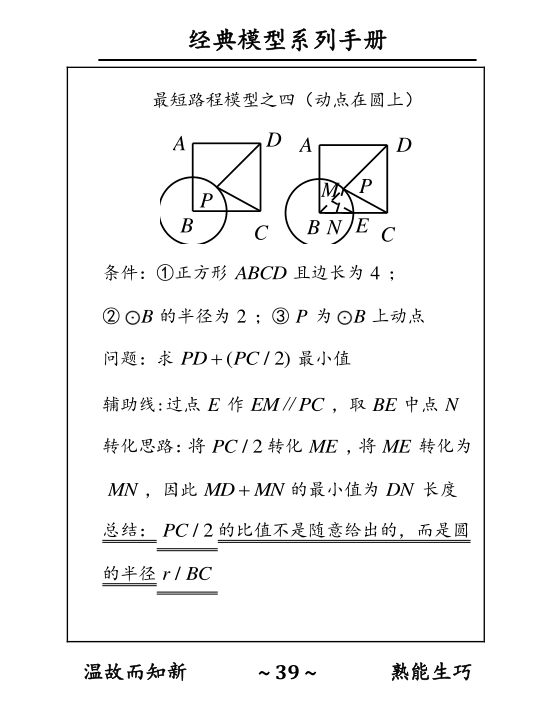 经典模型系列手册
最短路程模型之四（动点在圆上）
A D A D
M P
P
B C B N E C
条件：①正方形 ABCD 且边长为 4 ；
② ⊙B 的半径为 2 ；③ P 为 ⊙B 上动点
问题：求 PD + (PC / 2) 最小值
辅助线:过点 E 作 EM // PC ，取 BE 中点 N
转化思路：将 PC / 2 转化 ME ，将 ME 转化为
MN ，因此 MD + MN 的最小值为 DN 长度
总结： PC / 2 的比值不是随意给出的，而是圆
的半径 r / BC
温故而知新 ~ 39 ~ 熟能生巧